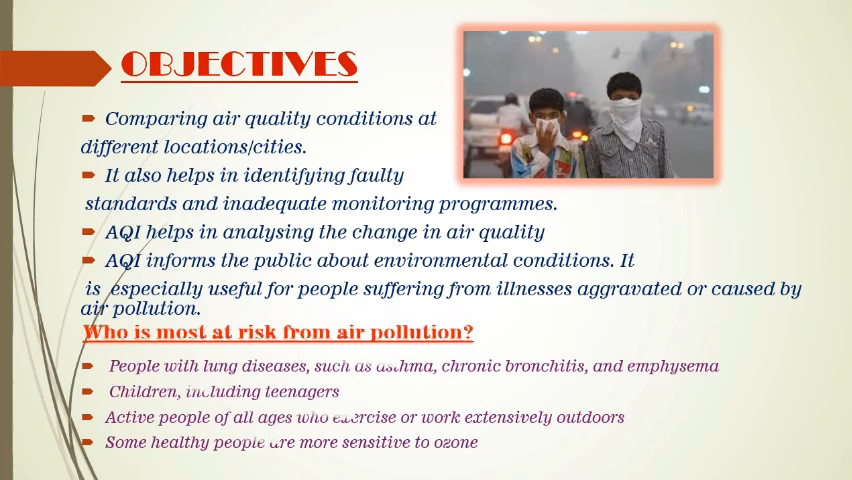 OBJECTIVES
Comparing air quality conditions at
different locations/cities.
It also helps in identifying faulty
standards and inadequate monitoring programmes.
AQI helps in analysing the change in air quality
AQI informs the public about environmental conditions. It
is especially useful for people suffering from illnesses aggravated or caused by
air pollution.
Who is most at risk from air pollution?
People with lung diseases, such as asthma, chronic bronchitis, and emphysema
Children, including teenagers
Active people of all ages who exercise or work extensively outdoors
Some healthy people are more sensitive to ozone